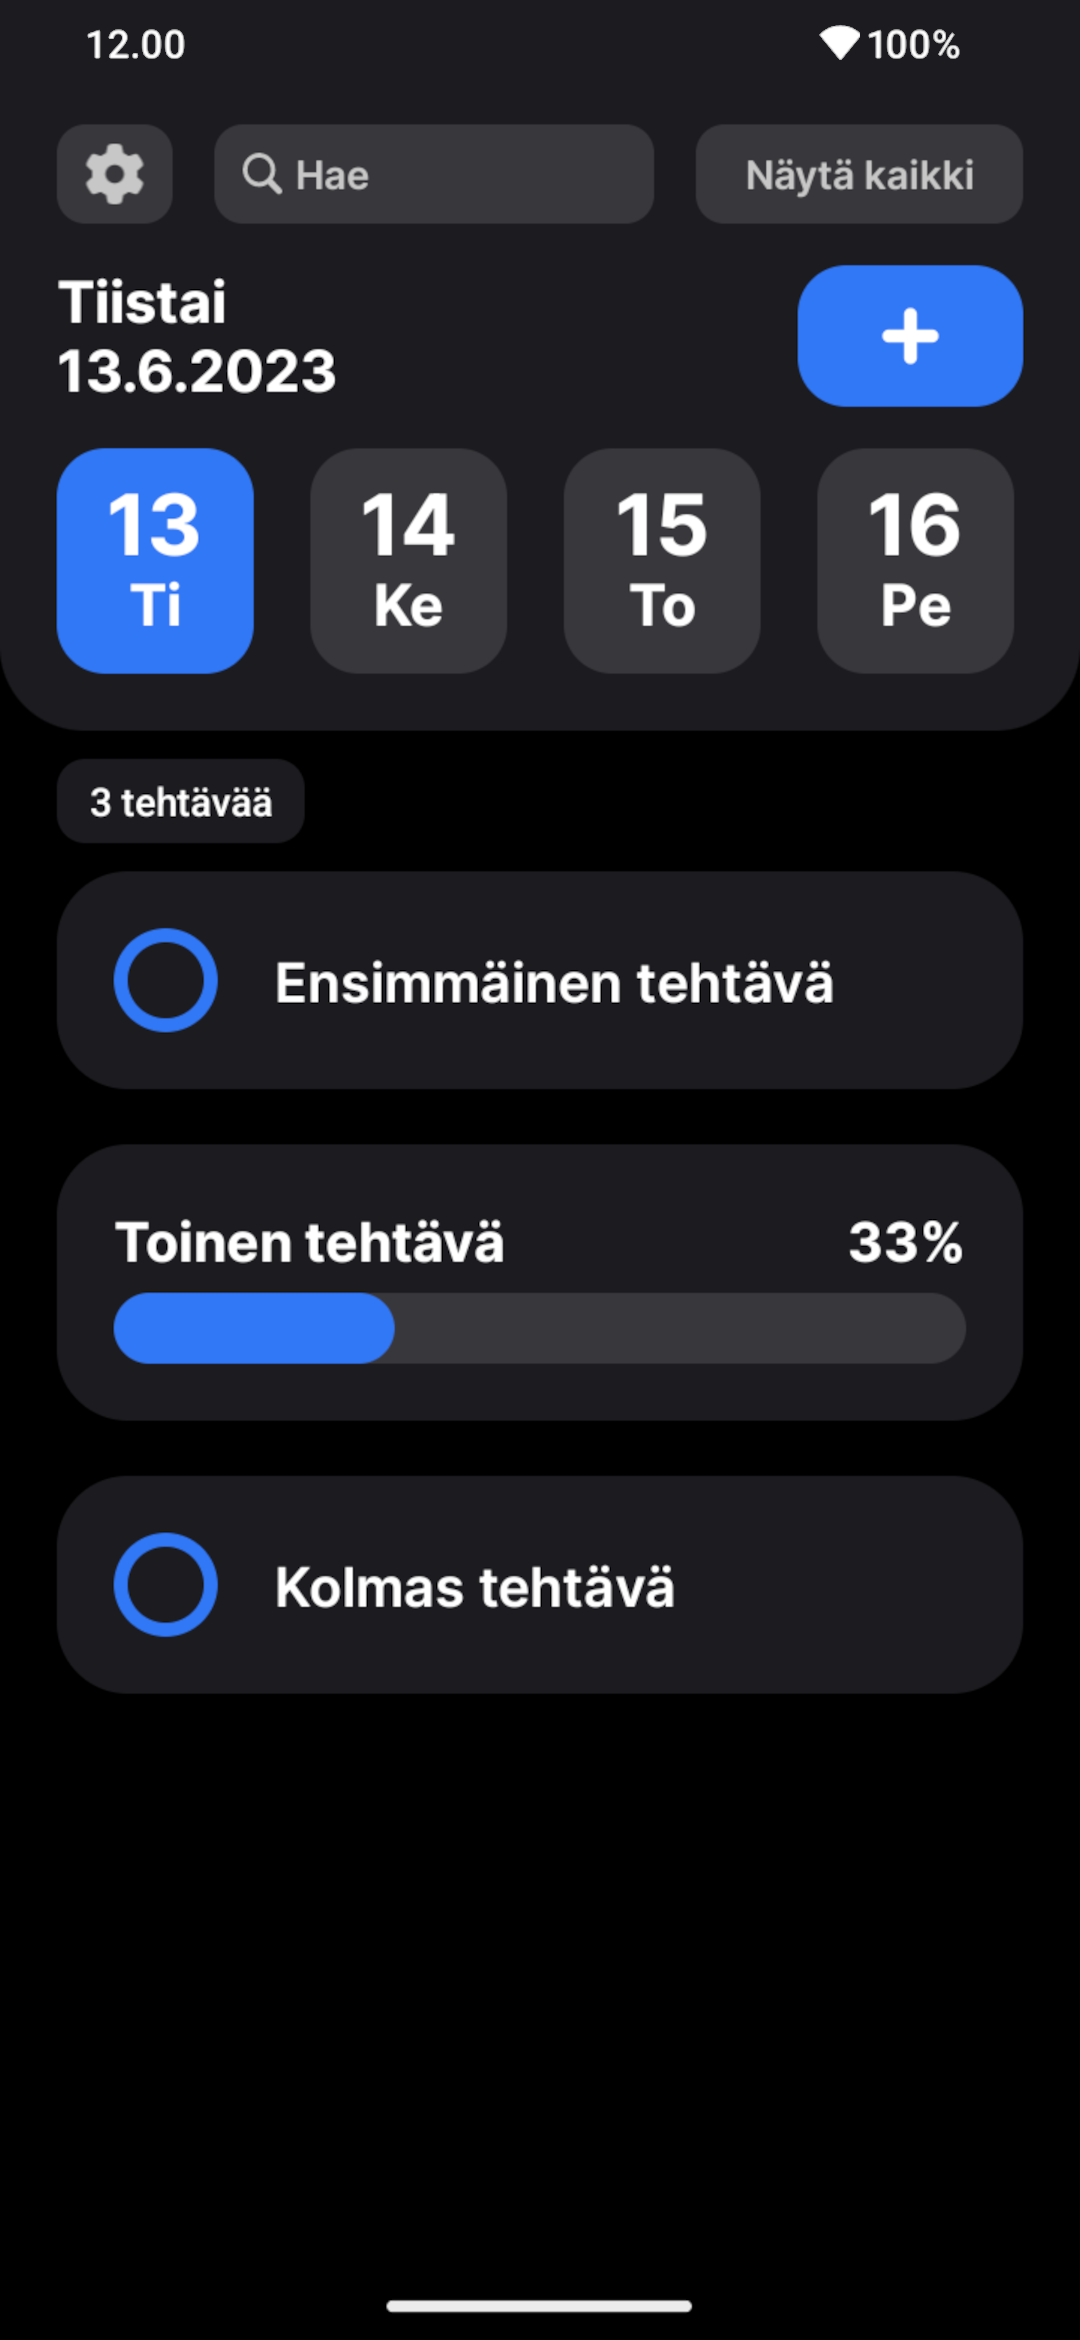 12.00
100%
Hae
Näytä kaikki
Tiistai
13.6.2023
13
Ti
14
Ke
15
To
16
Pe
3 tehtävää
Ensimmäinen tehtävä
Toinen tehtävä
33%
Kolmas tehtävä